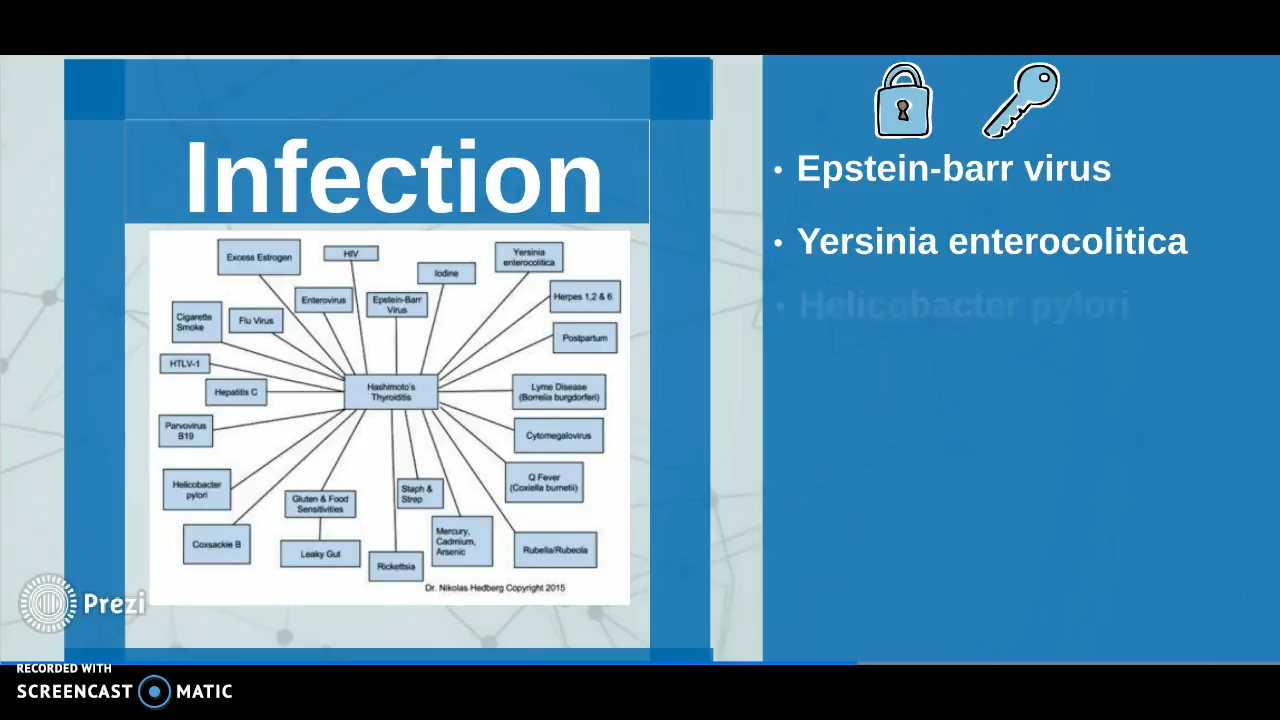 Infection
Excess Estrogen
HIV
Iodine
Yersinia
enterocolitica
Enterovirus
Epstein-Barr
Virus
Herpes 1,2 & 6
Cigarette
Smoke
Flu Virus
Postpartum
HTLV-1
Hepatitis C
Hashimoto's
Thyroiditis
Lyme Disease
(Borrelia burgdorferi)
Parvovirus
B19
Cytomegalovirus
Helicobacter
pylori
Gluten & Food
Sensitivities
Staph &
Strep
Q Fever
(Coxiella burnetii)
Coxsackie B
Leaky Gut
Rickettsia
Mercury,
Cadmium,
Arsenic
Rubella/Rubeola
Dr. Nikolas Hedberg Copyright 2015
• Epstein-barr virus
• Yersinia enterocolitica
• Helicobacter pylori
Prezi
RECORDED WITH
SCREENCAST MATIC